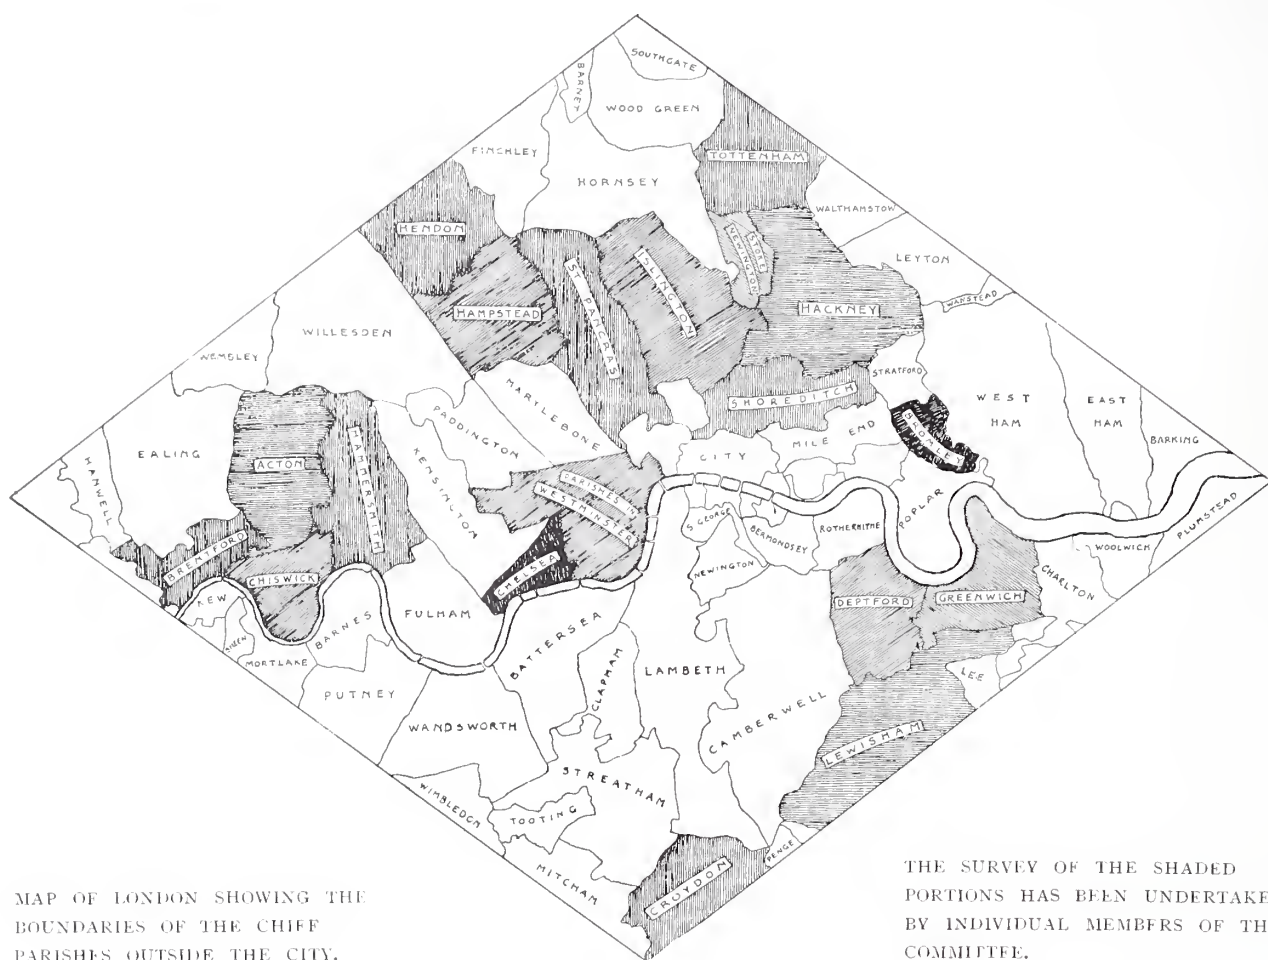 SOUTHGATE
BARNEY
WOOD GREEN
FINCHLEY
TOTTENHAM
HORNSEY
WALTHAMSTOW
HENDON
STOKE
NEWINGTON
LEYTON
ISLINGTON
ST. PANCRAS
WANSTEAD
HAMPSTEAD
HACKNEY
WILLESDEN
WEMBLEY
STRATFORD
MARYLEBONE
SHOREDITCH
WEST
HAM
EAST
HAM
PADDINGTON
BROMLEY
MILE END
BARKING
KENSINGTON
HAMMERSMITH
EALING
ACTON
CITY
HANWELL
PARISHES IN
WESTMINSTER
POPLAR
PLUMSTEAD
S. GEORGE
BERMONDSEY
ROTHERHITHE
WOOLWICH
BRENTFORD
CHELSEA
NEWINGTON
CHARLTON
CHISWICK
KEW
FULHAM
DEPTFORD
GREENWICH
BARNES
SHEEN
MORTLAKE
BATTERSEA
CLAPHAM
LAMBETH
LEE
PUTNEY
WANDSWORTH
CAMBERWELL
LEWISHAM
STREATHAM
WIMBLEDON
TOOTING
PENGE
MITCHAM
CROYDON
MAP OF LONDON SHOWING THE
BOUNDARIES OF THE CHIEF
PARISHES OUTSIDE THE CITY.
THE SURVEY OF THE SHADED
PORTIONS HAS BEEN UNDERTAKE
BY INDIVIDUAL MEMBERS OF TH
COMMITTEE.